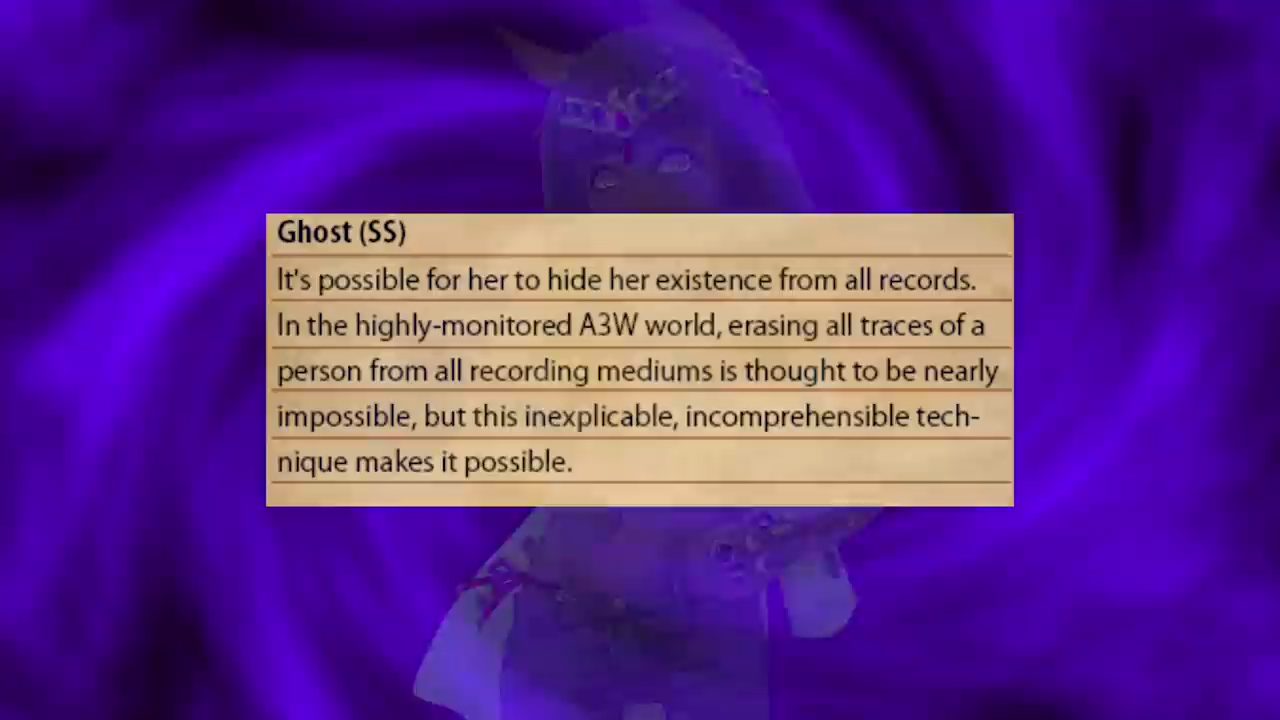 Ghost (SS)
It's possible for her to hide her existence from all records.
In the highly-monitored A3W world, erasing all traces of a
person from all recording mediums is thought to be nearly
impossible, but this inexplicable, incomprehensible tech-
nique makes it possible.